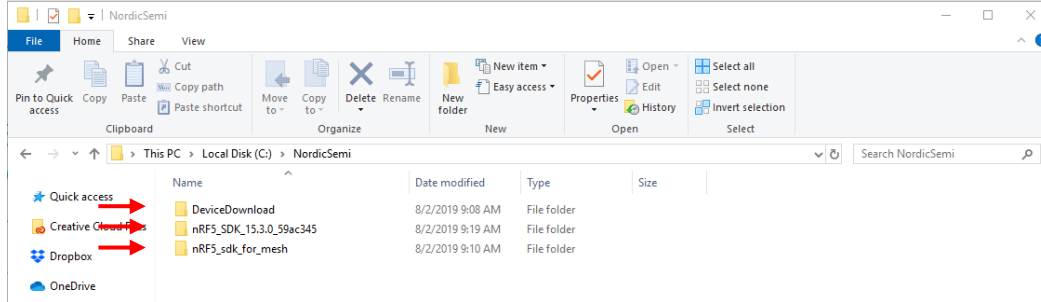 NordicSemi
File Home Share View
Pin to Quick access
Copy
Paste
Cut
Copy path
Paste shortcut
Clipboard
Move to
Copy to
Delete
Rename
Organize
New folder
New item
Easy access
New
Properties
Open
Edit
History
Open
Select all
Select none
Invert selection
Select
This PC > Local Disk (C:) > NordicSemi
Search NordicSemi
Name Date modified Type Size
Quick access
Creative Cloud Files
Dropbox
OneDrive
DeviceDownload 8/2/2019 9:08 AM File folder
nRF5_SDK_15.3.0_59ac345 8/2/2019 9:19 AM File folder
nRF5_sdk_for_mesh 8/2/2019 9:10 AM File folder